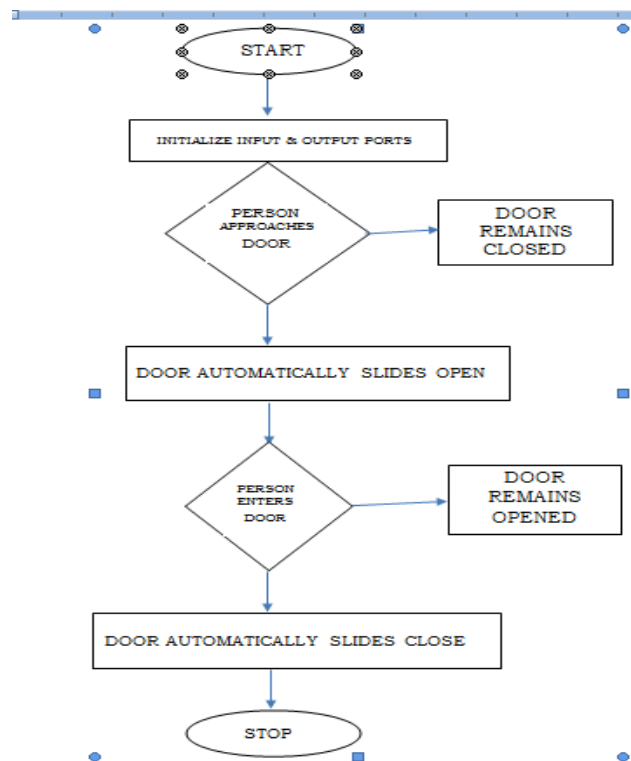 START
INITIALIZE INPUT & OUTPUT PORTS
PERSON
APPROACHES
DOOR
DOOR
REMAINS
CLOSED
DOOR AUTOMATICALLY SLIDES OPEN
PERSON
ENTERS
DOOR
DOOR
REMAINS
OPENED
DOOR AUTOMATICALLY SLIDES CLOSE
STOP